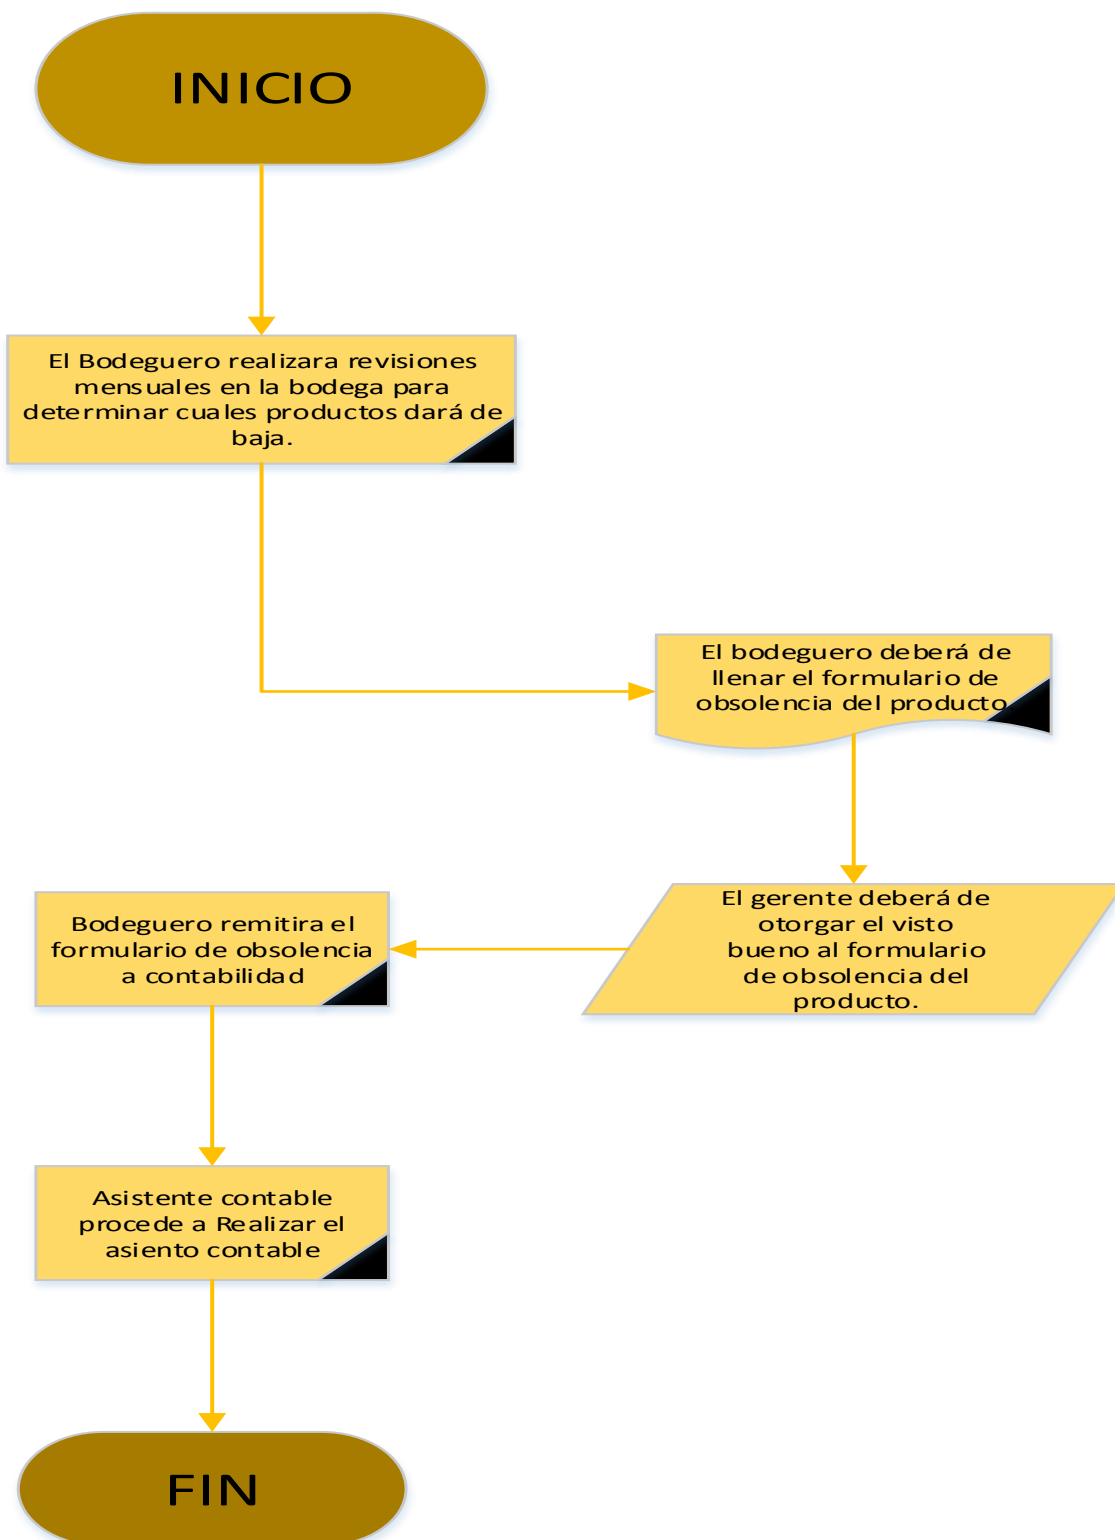 INICIO
El Bodeguero realizara revisiones
mensuales en la bodega para
determinar cuales productos dará de
baja.
El bodeguero deberá de
llenar el formulario de
obsolencia del producto.
El gerente deberá de
otorgar el visto
bueno al formulario
de obsolencia del
producto.
Bodeguero remitira el
formulario de obsolencia
a contabilidad
Asistente contable
procede a Realizar el
asiento contable
FIN